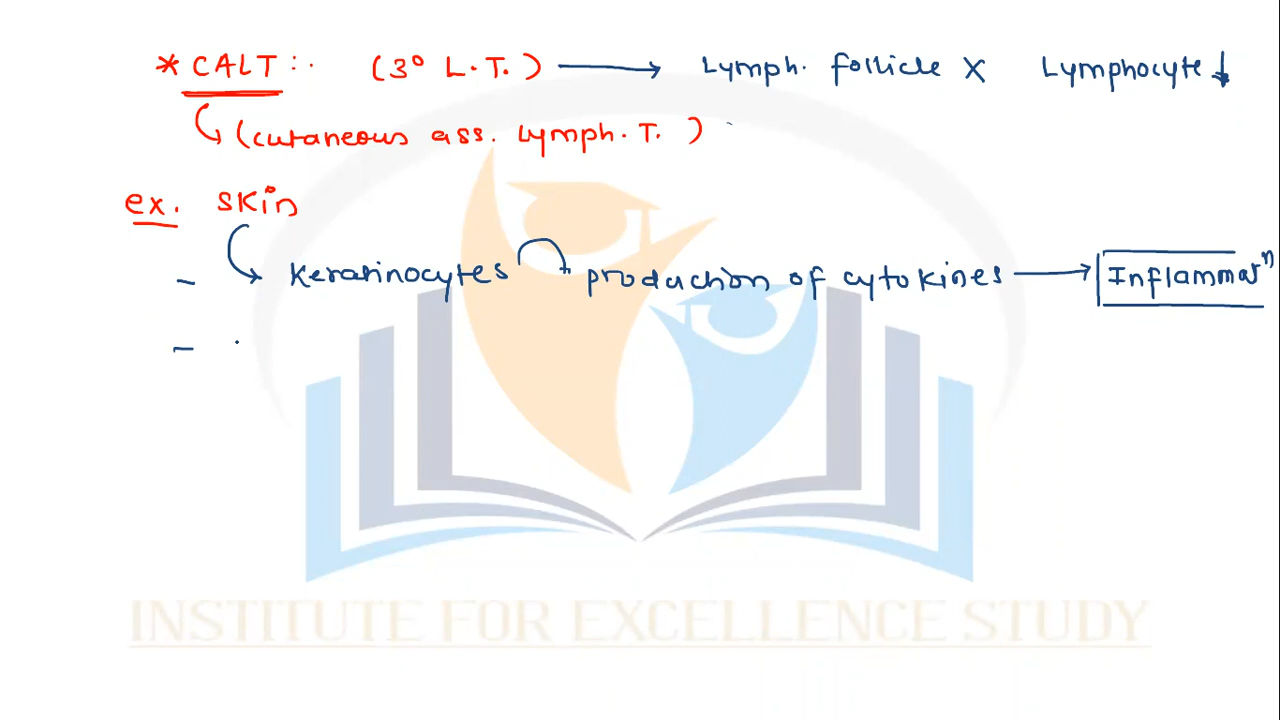 * CALT :- (3° L.T.) → Lymph. follicle X Lymphocyte ↓
(cutaneous ass. Lymph. T. )
ex. skin
- Keratinocytes production of cytokines → Inflammatⁿ
-
INSTITUTE FOR EXCELLENCE STUDY